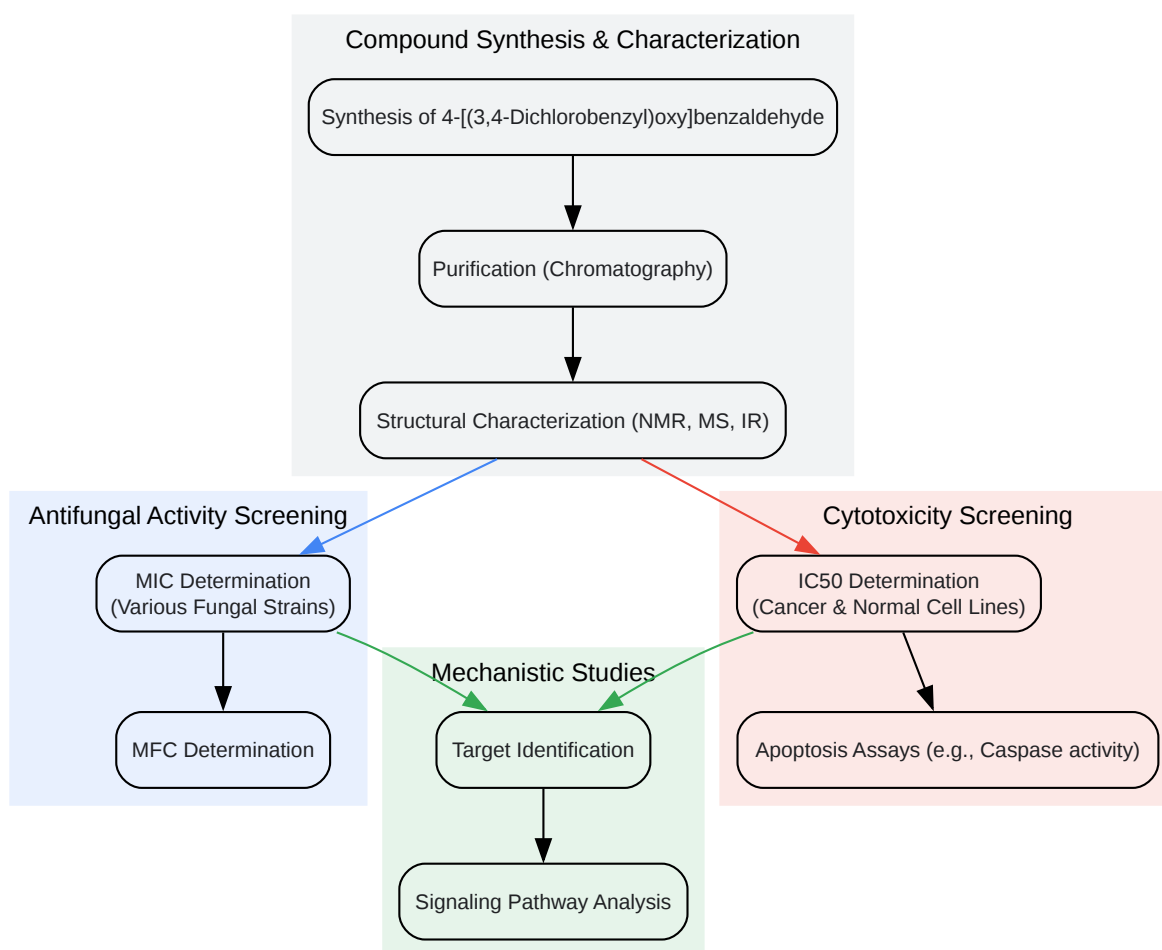 Compound Synthesis & Characterization
Synthesis of 4-[(3,4-Dichlorobenzyl)oxy]benzaldehyde
Purification (Chromatography)
Structural Characterization (NMR, MS, IR)
Antifungal Activity Screening
MIC Determination
(Various Fungal Strains)
MFC Determination
Cytotoxicity Screening
IC50 Determination
(Cancer & Normal Cell Lines)
Apoptosis Assays (e.g., Caspase activity)
Mechanistic Studies
Target Identification
Signaling Pathway Analysis